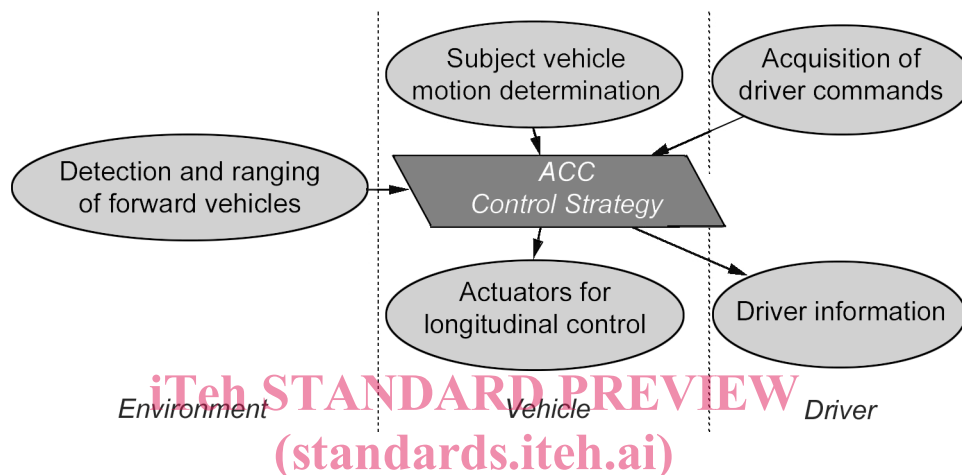 Subject vehicle
motion determination
Acquisition of
driver commands
Detection and ranging
of forward vehicles
ACC
Control Strategy
Actuators for
longitudinal control
Driver information
iTeh STANDARD PREVIEW
Environment
Vehicle
Driver
(standards.iteh.ai)